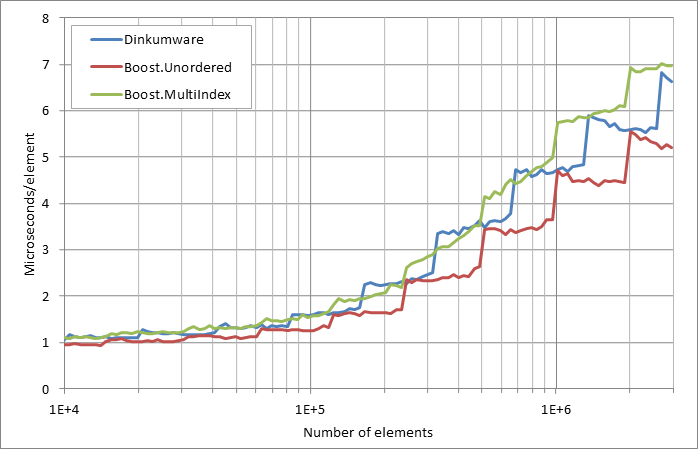 8
7
6
5
4
3
2
1
0
Microseconds/element
Dinkumware
Boost.Unordered
Boost.MultiIndex
1E+4
1E+5
1E+6
Number of elements